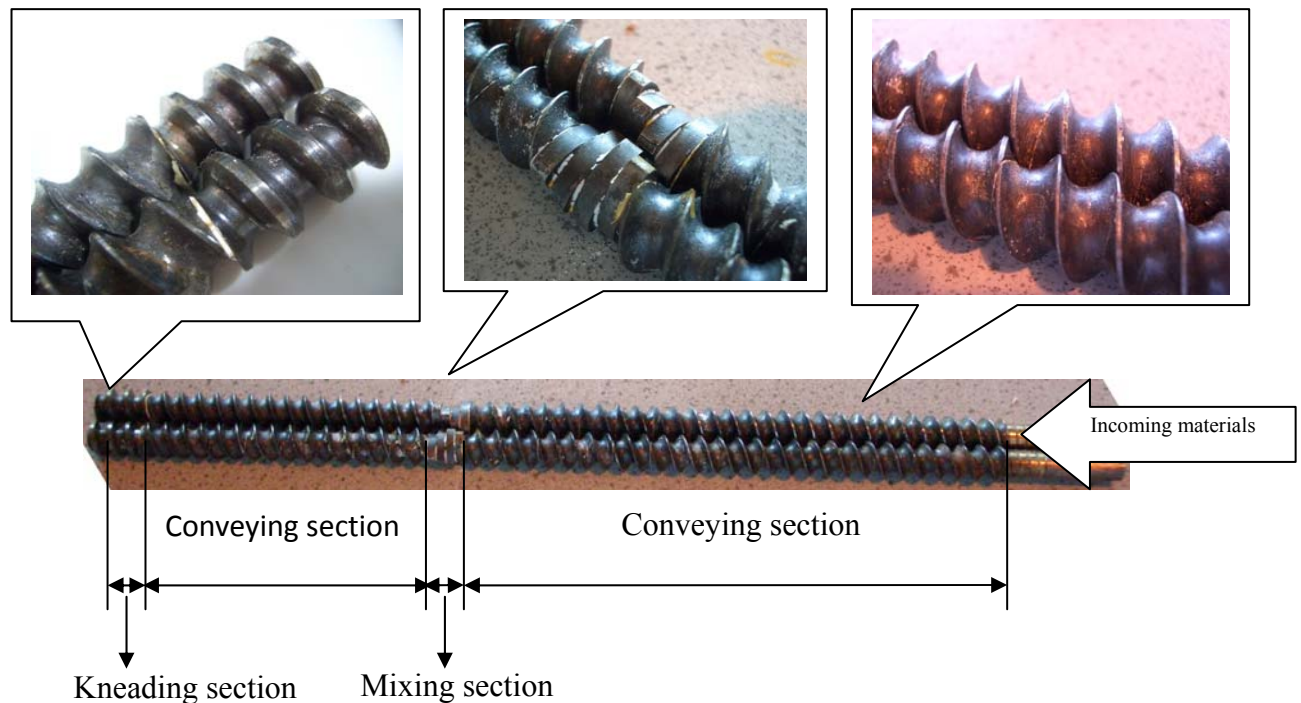 Incoming materials
Conveying section
Conveying section
Kneading section
Mixing section